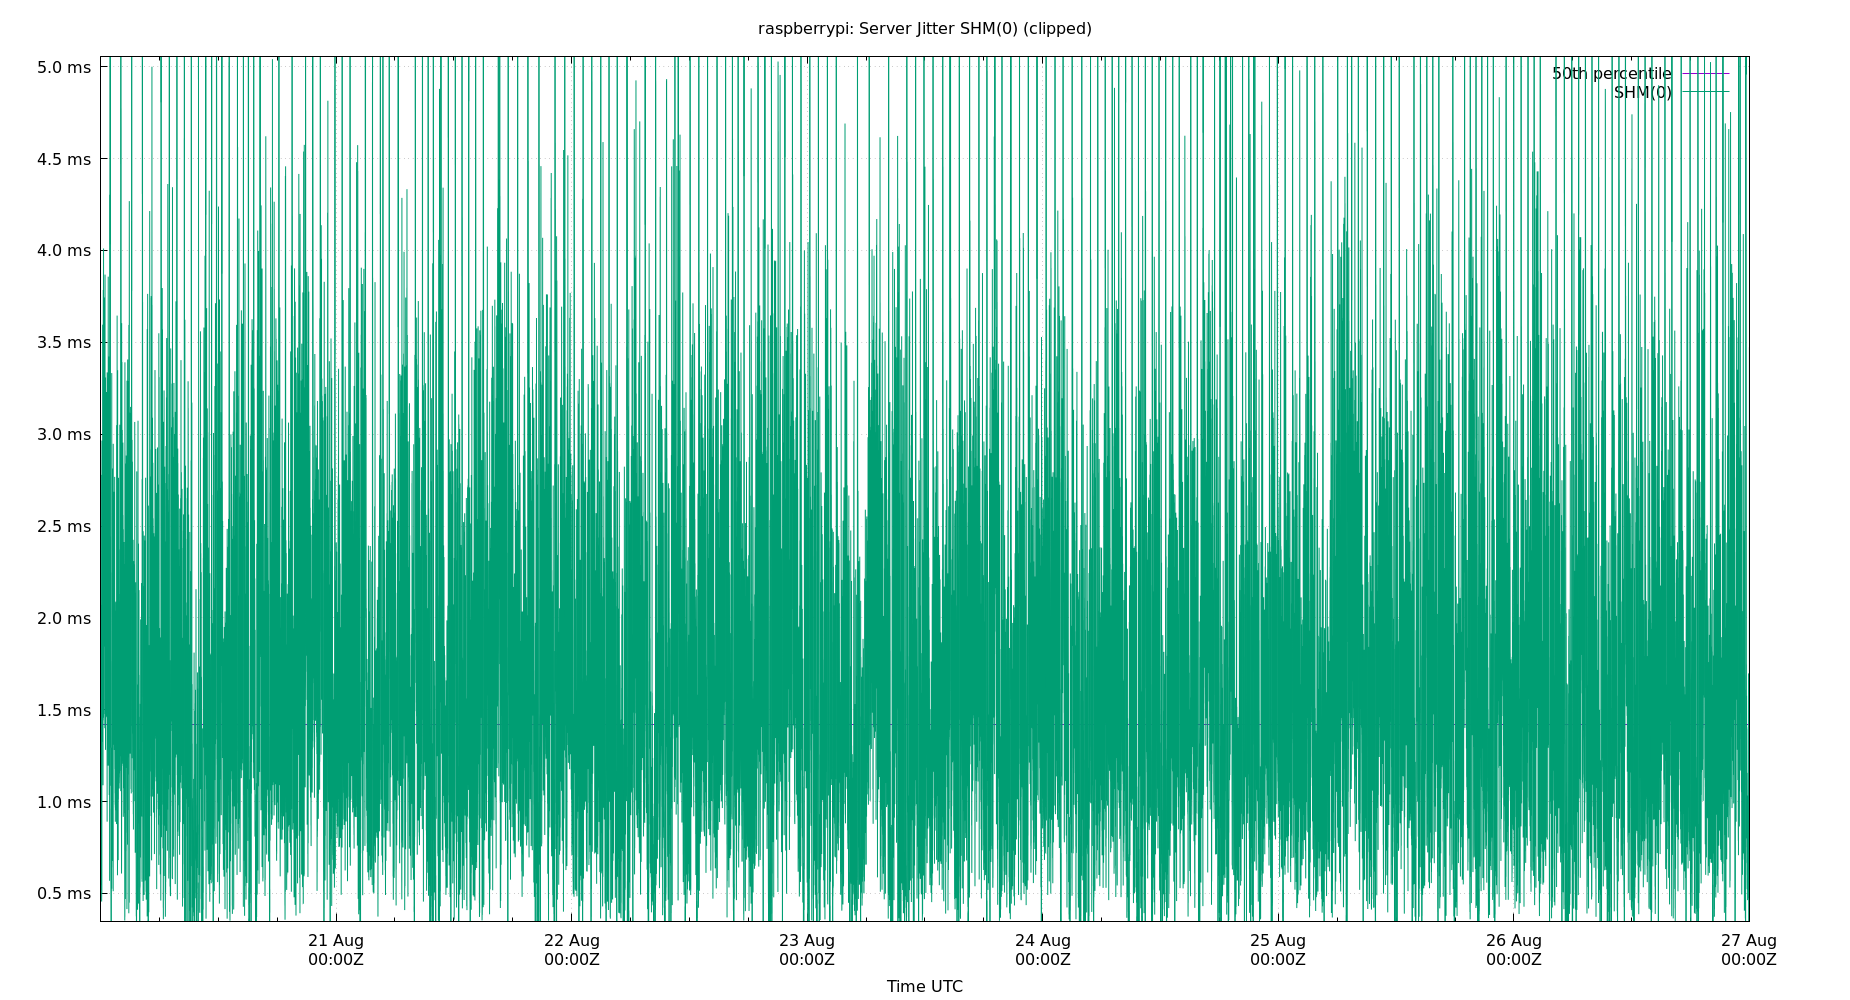 raspberrypi: Server Jitter SHM(0) (clipped)
5.0 ms
4.5 ms
4.0 ms
3.5 ms
3.0 ms
2.5 ms
2.0 ms
1.5 ms
1.0 ms
0.5 ms
50th percentile
SHM(0)
21 Aug
00:00Z
22 Aug
00:00Z
23 Aug
00:00Z
24 Aug
00:00Z
25 Aug
00:00Z
26 Aug
00:00Z
27 Aug
00:00Z
Time UTC